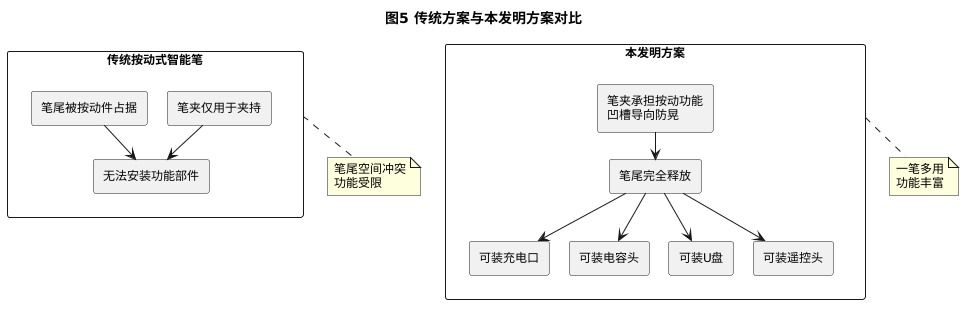 图5 传统方案与本发明方案对比
传统按动式智能笔
笔尾被按动件占据
笔夹仅用于夹持
无法安装功能部件
笔尾空间冲突
功能受限
本发明方案
笔夹承担按动功能
凹槽导向防晃
笔尾完全释放
可装充电口
可装电容头
可装U盘
可装遥控头
一笔多用
功能丰富